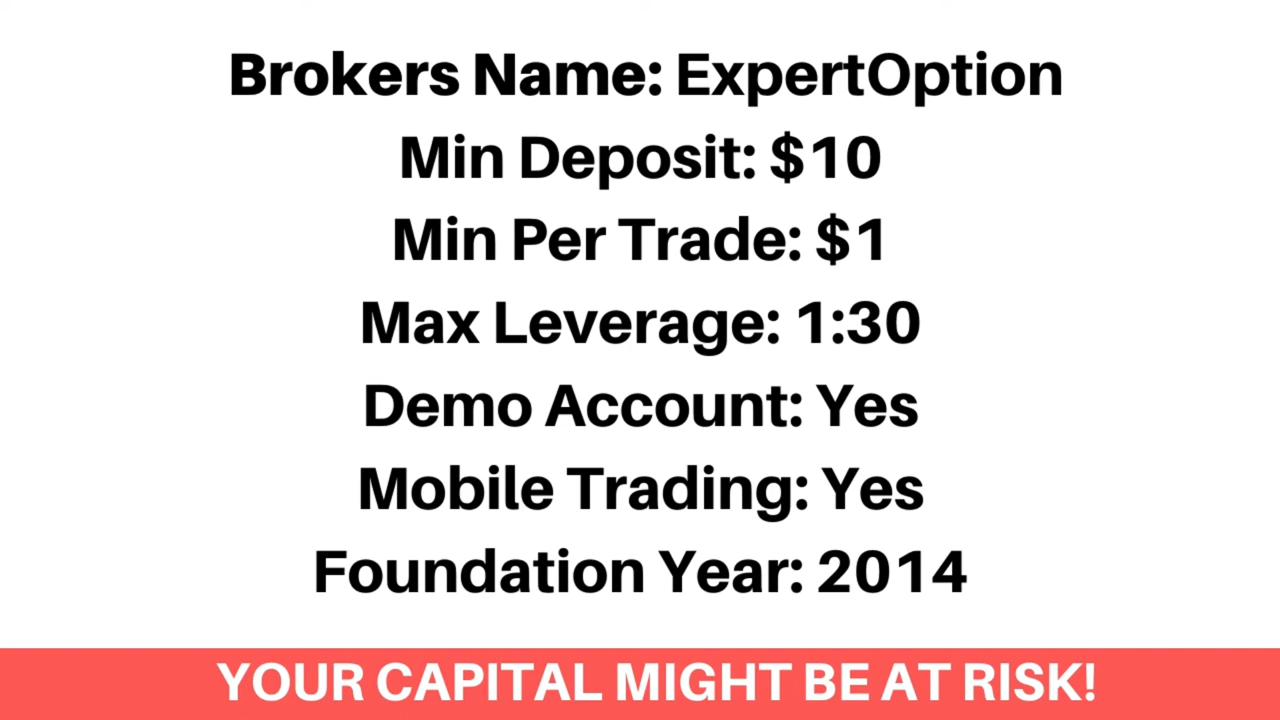 Brokers Name: ExpertOption
Min Deposit: $10
Min Per Trade: $1
Max Leverage: 1:30
Demo Account: Yes
Mobile Trading: Yes
Foundation Year: 2014
YOUR CAPITAL MIGHT BE AT RISK!